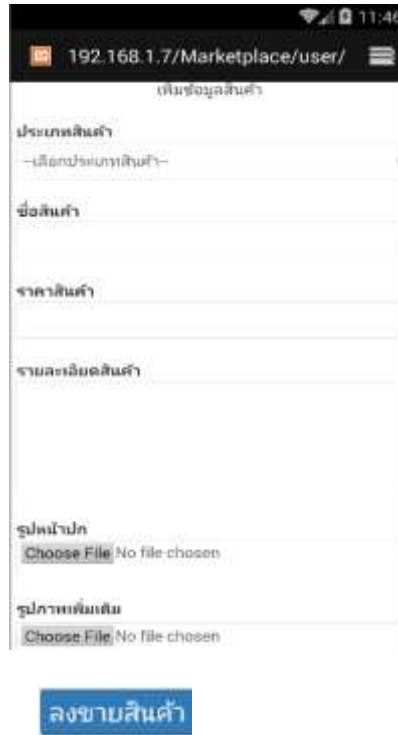 11:46
192.168.1.7/Marketplace/user/
เพิ่มข้อมูลสินค้า
ประเภทสินค้า
--เลือกประเภทสินค้า--
ชื่อสินค้า
ราคาสินค้า
รายละเอียดสินค้า
รูปหน้าปก
Choose File No file chosen
รูปภาพเพิ่มเติม
Choose File No file chosen
ลงขายสินค้า